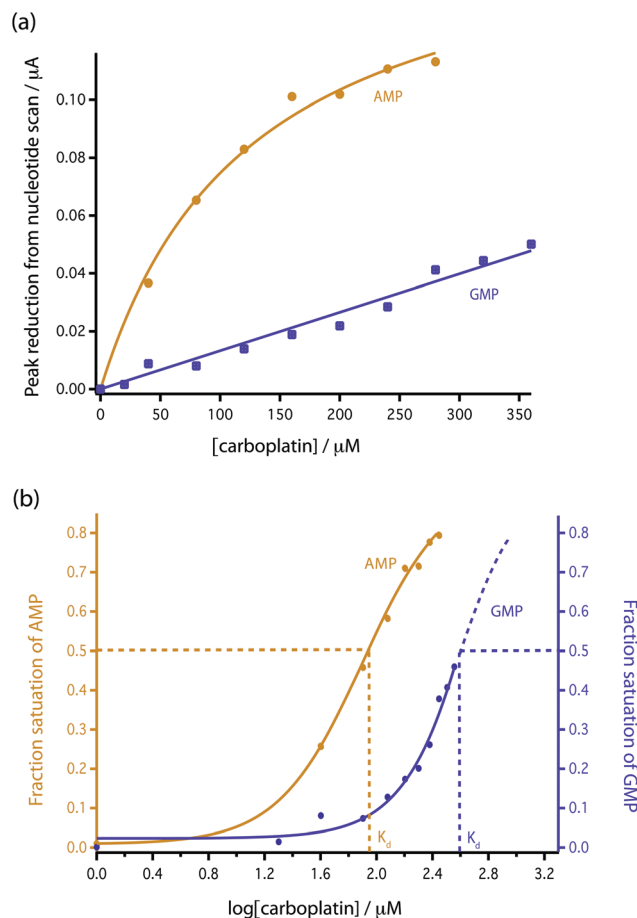 (a)
Peak reduction from nucleotide scan / μA
0.10
0.08
0.06
0.04
0.02
0.00
AMP
GMP
0 50 100 150 200 250 300 350
[carboplatin] / μM
(b)
Fraction satuation of AMP
0.8
0.7
0.6
0.5
0.4
0.3
0.2
0.1
0.0
AMP
GMP
Kd
Kd
0.8
0.7
0.6
0.5
0.4
0.3
0.2
0.1
0.0
Fraction satuation of GMP
0.0 0.4 0.8 1.2 1.6 2.0 2.4 2.8 3.2
log[carboplatin] / μM